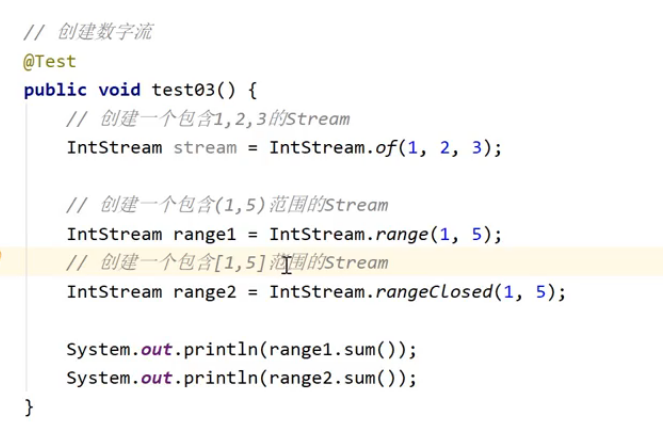 // 创建数字流
@Test
public void test03() {
// 创建一个包含1,2,3的Stream
IntStream stream = IntStream.of(1, 2, 3);
// 创建一个包含(1,5)范围的Stream
IntStream range1 = IntStream.range(1, 5);
// 创建一个包含[1,5]范围的Stream
IntStream range2 = IntStream.rangeClosed(1, 5);
System.out.println(range1.sum());
System.out.println(range2.sum());
}